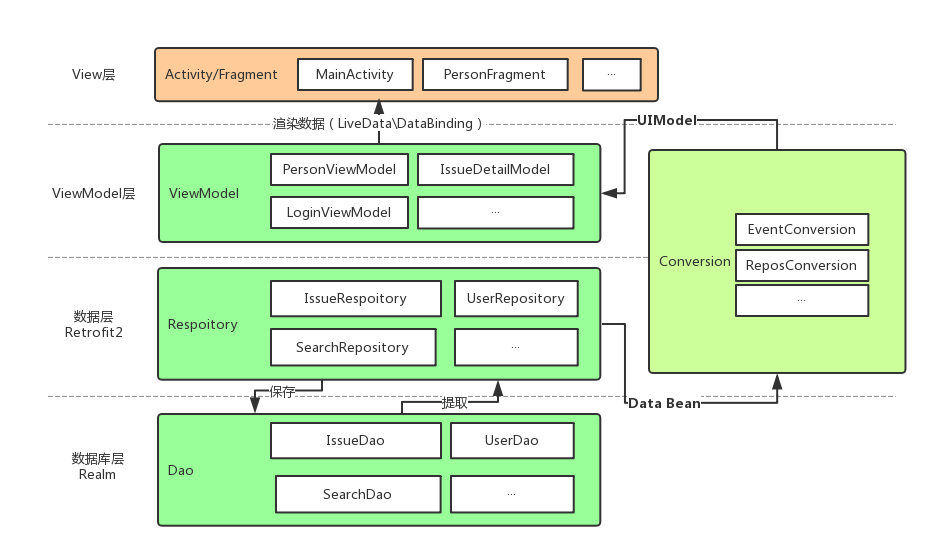 View层
Activity/Fragment
MainActivity
PersonFragment
...
渲染数据（LiveData\DataBinding）
UIModel
ViewModel层
ViewModel
PersonViewModel
IssueDetailModel
LoginViewModel
...
Conversion
EventConversion
ReposConversion
...
数据层
Retrofit2
Respoitory
IssueRespoitory
UserRepository
SearchRepository
...
保存
提取
Data Bean
数据库层
Realm
Dao
IssueDao
UserDao
SearchDao
...